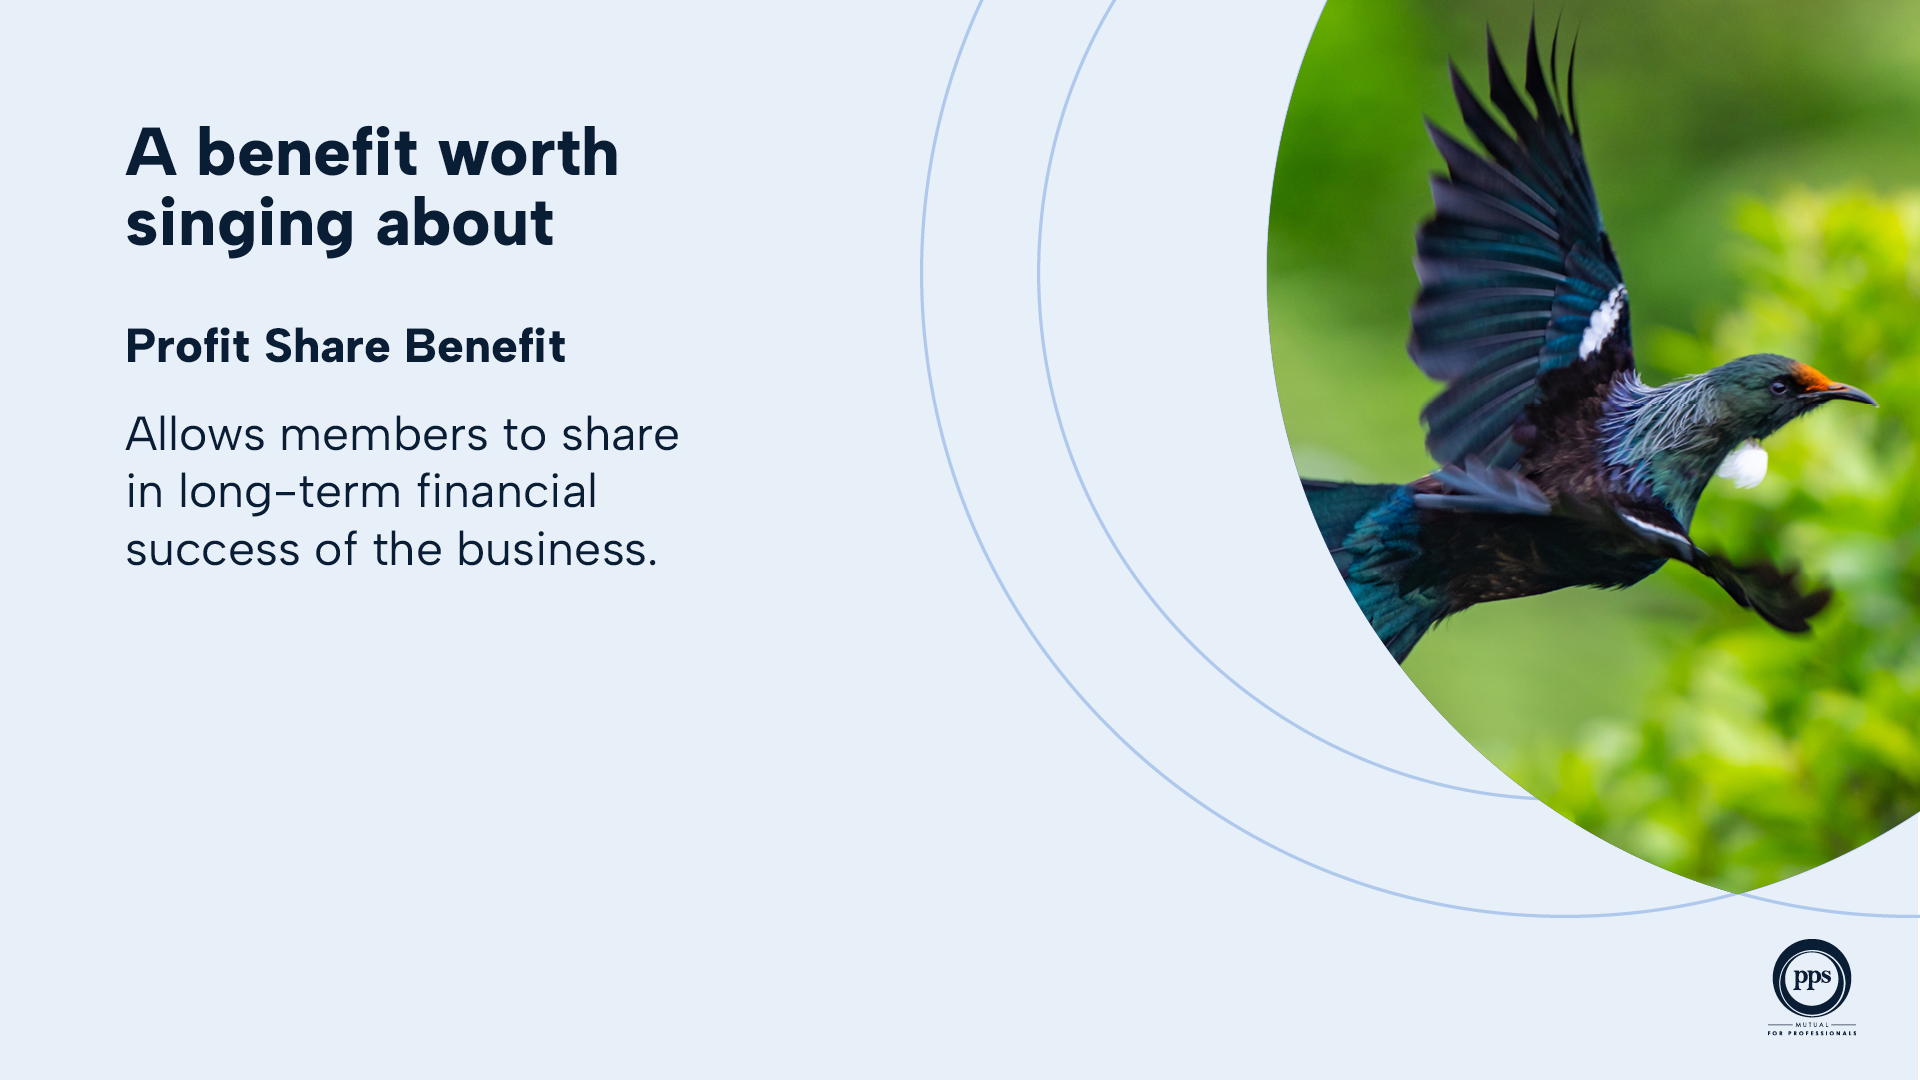 A benefit worth
singing about
Profit Share Benefit
Allows members to share
in long-term financial
success of the business.
pps
MUTUAL
FOR PROFESSIONALS